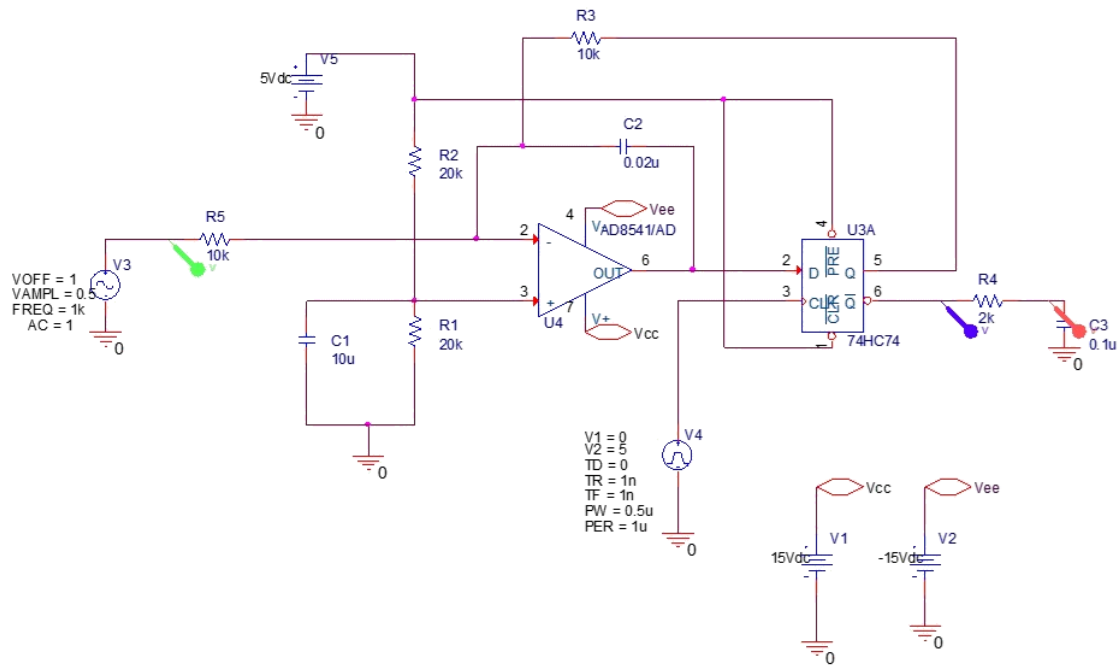 R3
10k
V5
5Vdc
0
C2
0.02u
R2
20k
R5
10k
v
V3
VOFF = 1
VAMPL = 0.5
FREQ = 1k
AC = 1
0
4
Vee
V-
AD8541/AD
2
-
OUT
6
3
+
7
U4
V+
Vcc
C1
10u
R1
20k
0
4
U3A
PRE
2
D
Q
5
3
CLK
Q
6
CLR
1
74HC74
R4
2k
v
v
C3
0.1u
0
V1 = 0
V2 = 5
TD = 0
TR = 1n
TF = 1n
PW = 0.5u
PER = 1u
V4
0
Vcc
Vee
V1
15Vdc
0
V2
-15Vdc
0